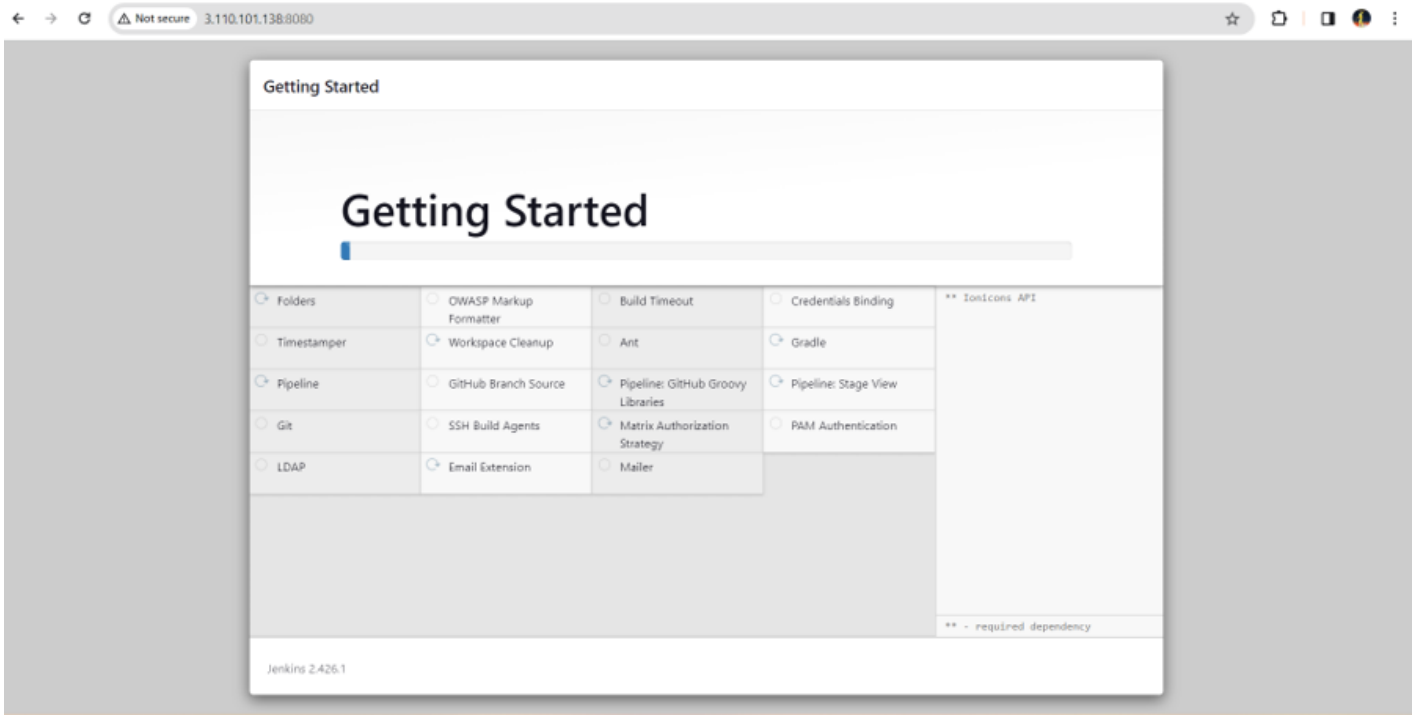 Not secure 3.110.101.138:8080
Getting Started
Getting Started
Folders
OWASP Markup
Formatter
Build Timeout
Credentials Binding
** Ionicons API
Timestamper
Workspace Cleanup
Ant
Gradle
Pipeline
GitHub Branch Source
Pipeline: GitHub Groovy
Libraries
Pipeline: Stage View
Git
SSH Build Agents
Matrix Authorization
Strategy
PAM Authentication
LDAP
Email Extension
Mailer
** - required dependency
Jenkins 2.426.1